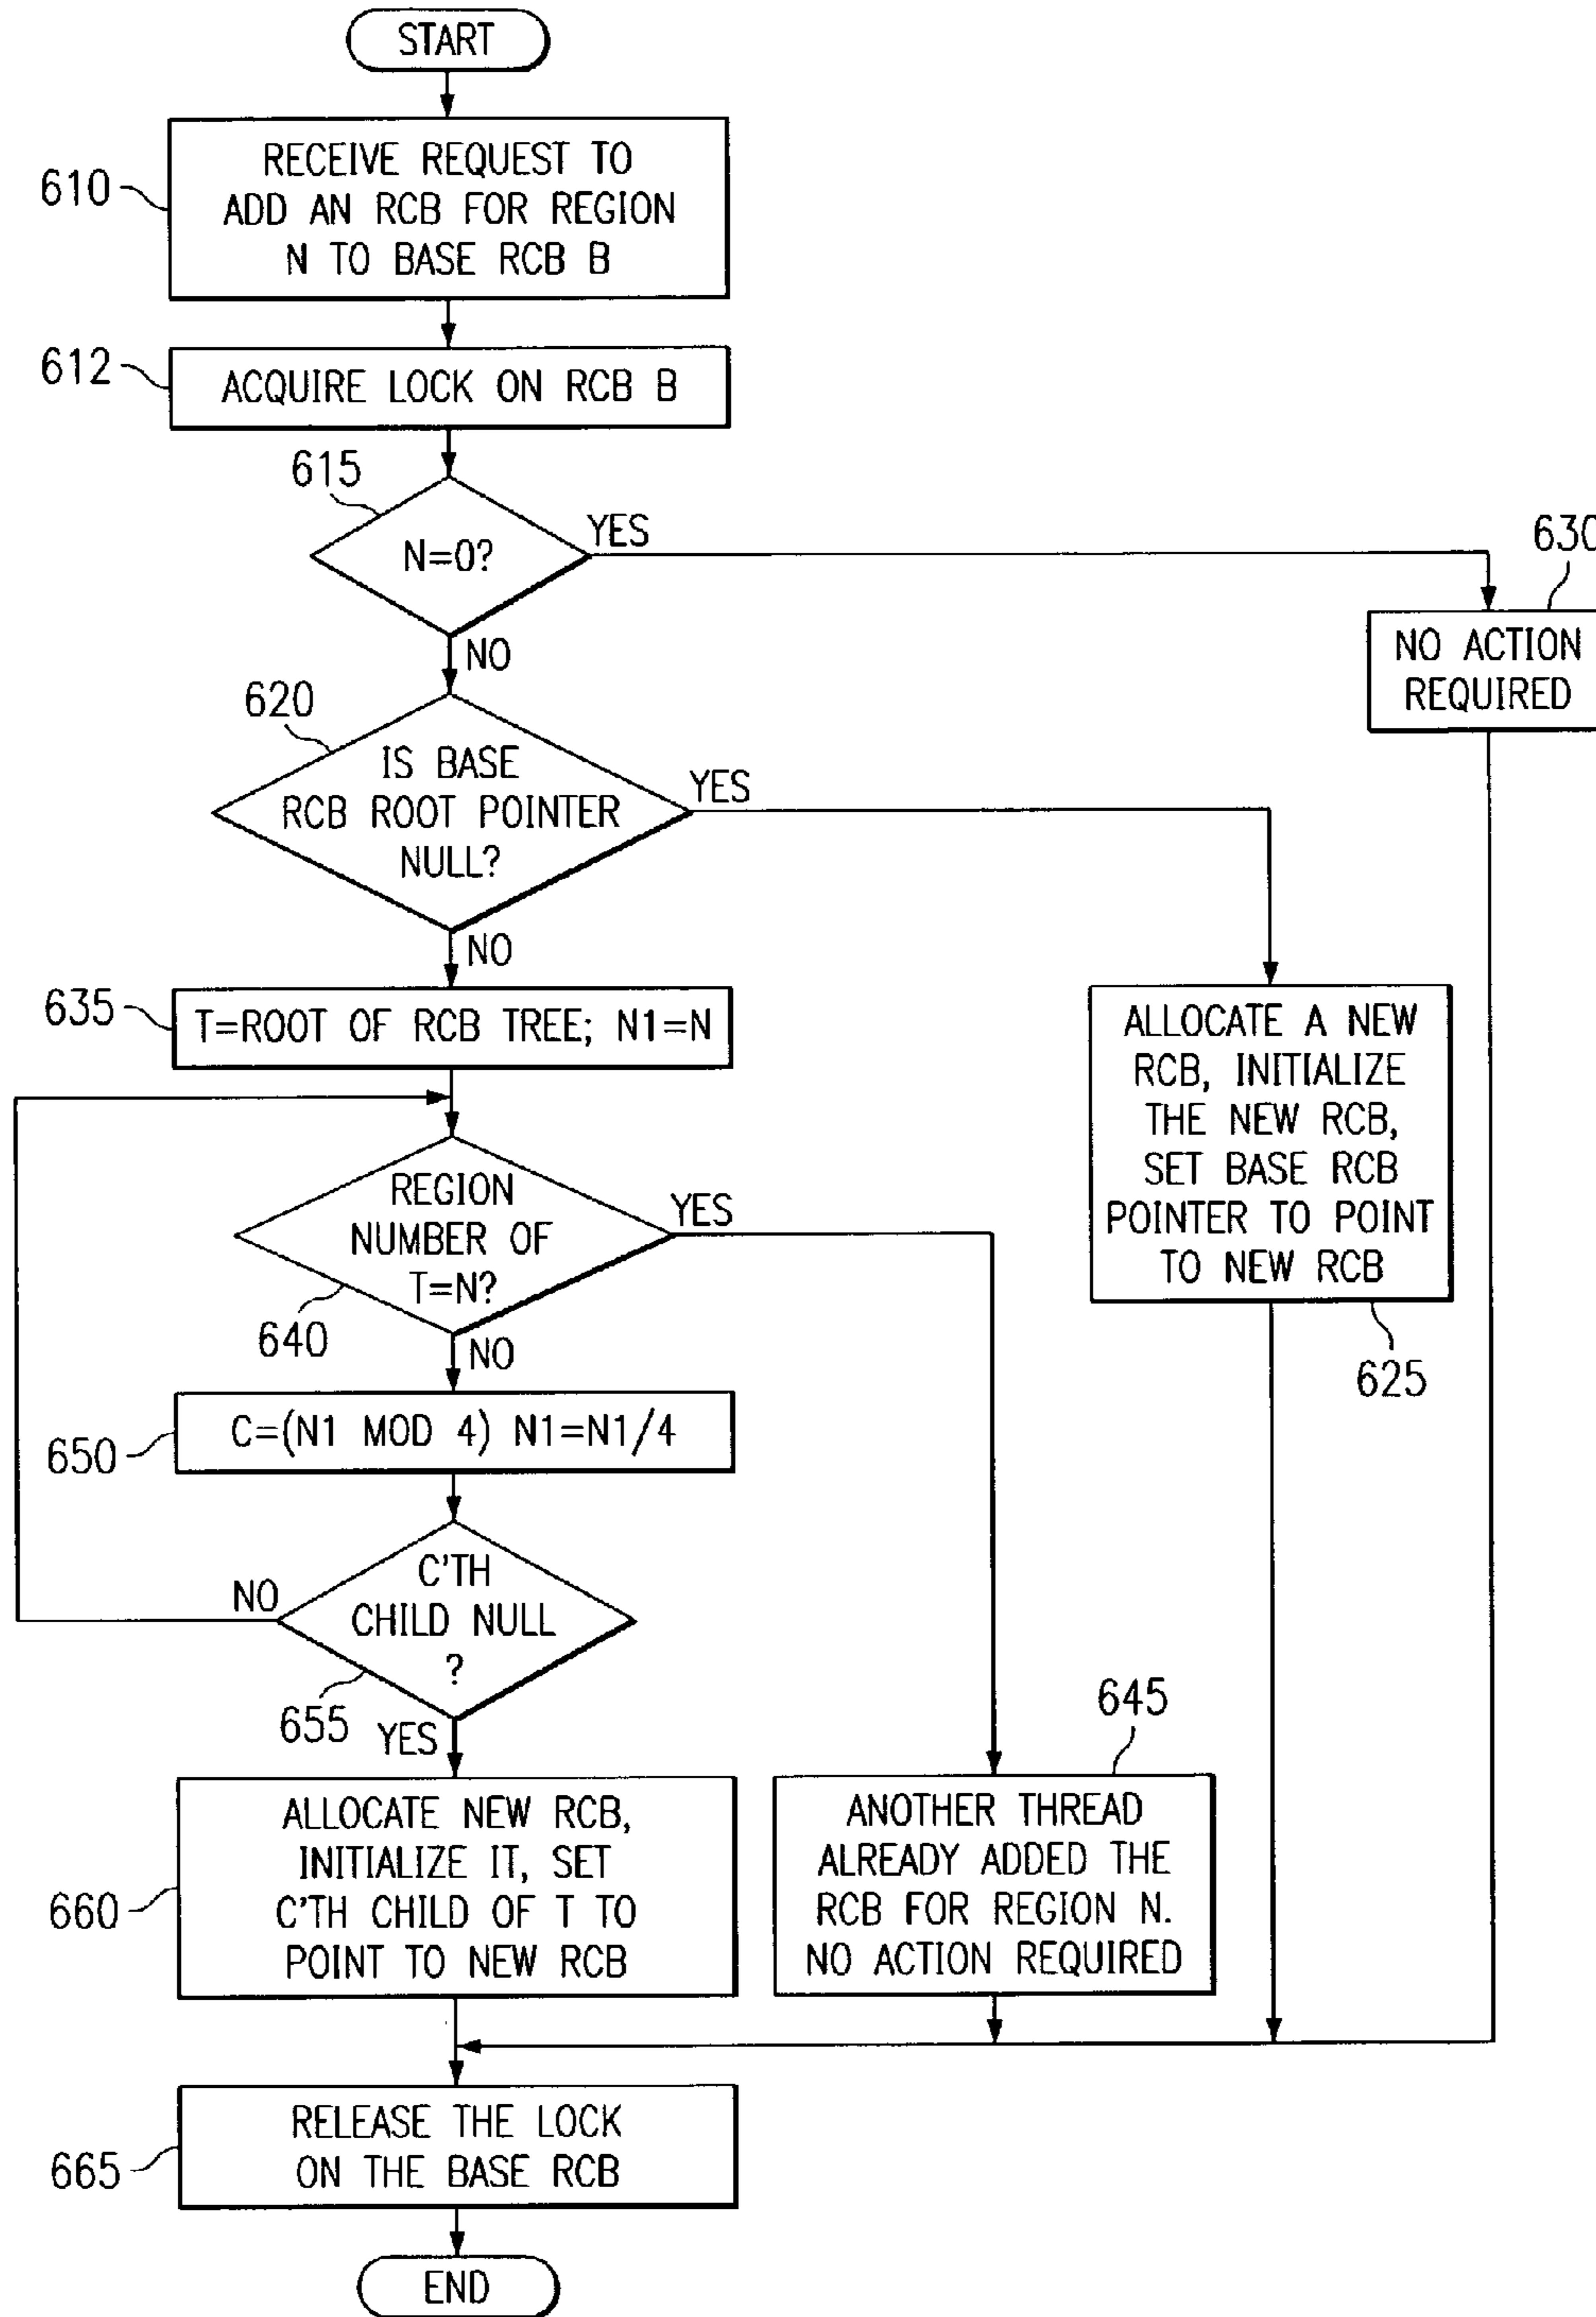 START
RECEIVE REQUEST TO
ADD AN RCB FOR REGION
N TO BASE RCB B
610
ACQUIRE LOCK ON RCB B
612
615
N=0?
YES
NO
630
NO ACTION
REQUIRED
620
IS BASE
RCB ROOT POINTER
NULL?
YES
NO
635
T=ROOT OF RCB TREE; N1=N
ALLOCATE A NEW
RCB, INITIALIZE
THE NEW RCB,
SET BASE RCB
POINTER TO POINT
TO NEW RCB
625
REGION
NUMBER OF
T=N?
YES
640
NO
C=(N1 MOD 4) N1=N1/4
650
C'TH
CHILD NULL
?
NO
655
YES
645
ALLOCATE NEW RCB,
INITIALIZE IT, SET
C'TH CHILD OF T TO
POINT TO NEW RCB
660
ANOTHER THREAD
ALREADY ADDED THE
RCB FOR REGION N.
NO ACTION REQUIRED
RELEASE THE LOCK
ON THE BASE RCB
665
END